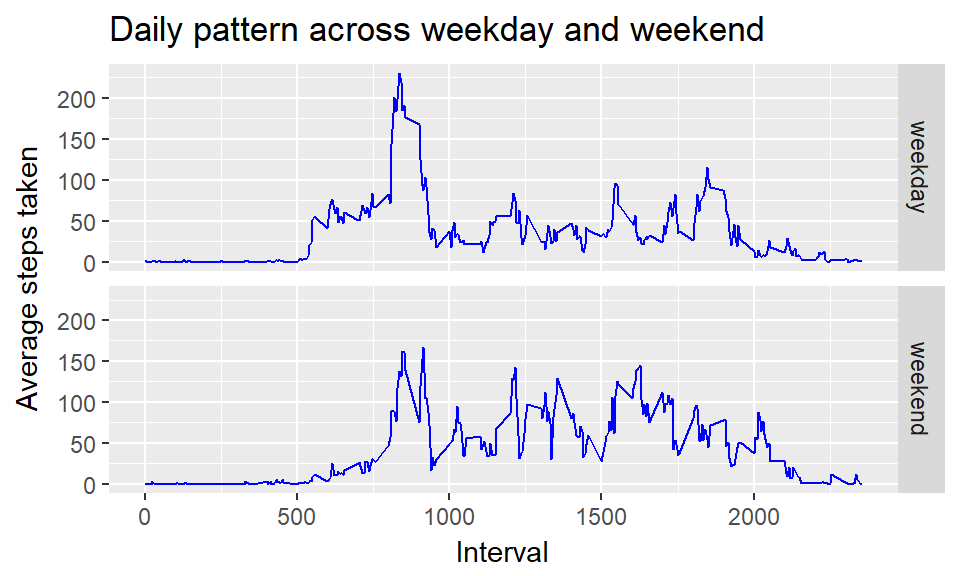 Daily pattern across weekday and weekend
Average steps taken
200
150
100
50
0
weekday
200
150
100
50
0
weekend
0 500 1000 1500 2000
Interval